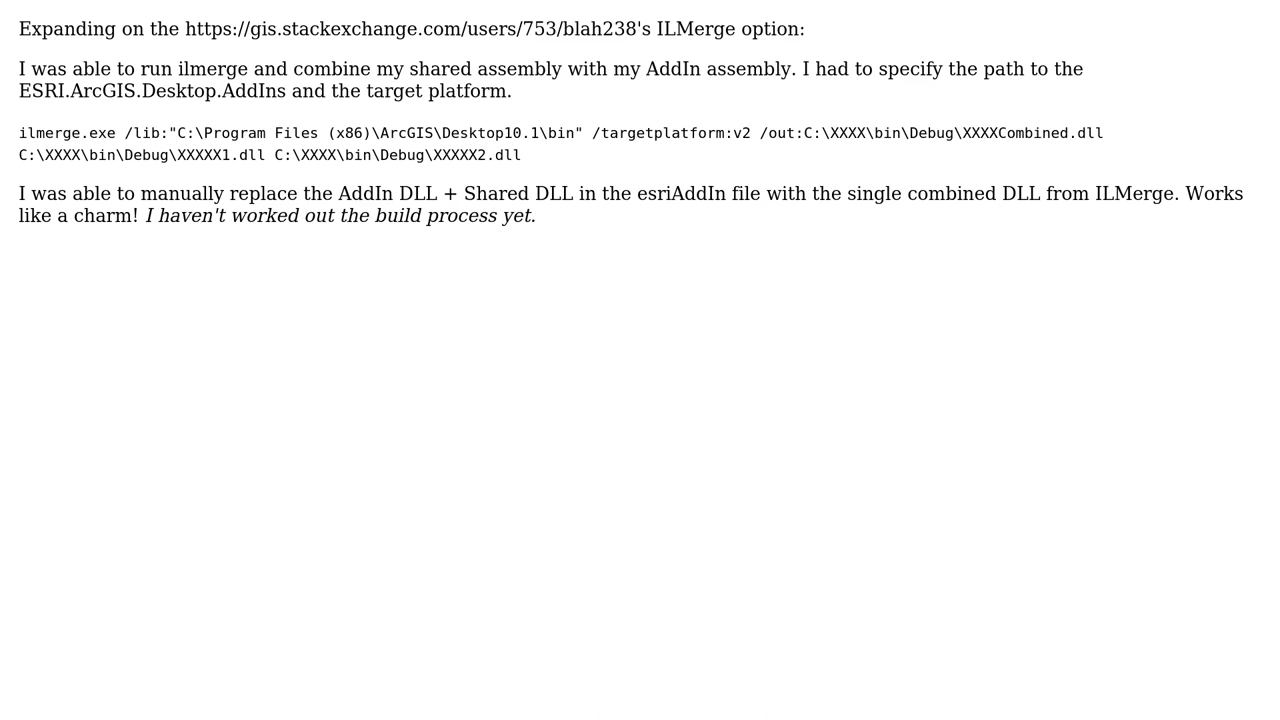 Expanding on the https://gis.stackexchange.com/users/753/blah238's ILMerge option:
I was able to run ilmerge and combine my shared assembly with my AddIn assembly. I had to specify the path to the
ESRI.ArcGIS.Desktop.AddIns and the target platform.
ilmerge.exe /lib:"C:\Program Files (x86)\ArcGIS\Desktop10.1\bin" /targetplatform:v2 /out:C:\XXXX\bin\Debug\XXXXCombined.dll
C:\XXXX\bin\Debug\XXXXX1.dll C:\XXXX\bin\Debug\XXXXX2.dll
I was able to manually replace the AddIn DLL + Shared DLL in the esriAddIn file with the single combined DLL from ILMerge. Works
like a charm! I haven't worked out the build process yet.